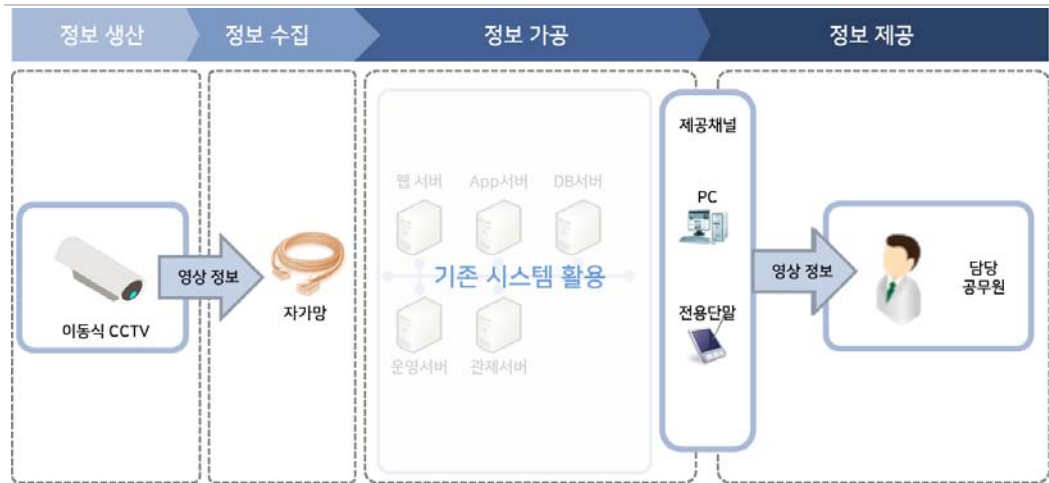 정보 생산
정보 수집
정보 가공
정보 제공
이동식 CCTV
영상 정보
자가망
웹 서버
App서버
DB서버
기존 시스템 활용
운영서버
관제서버
제공채널
PC
전용단말
영상 정보
담당
공무원